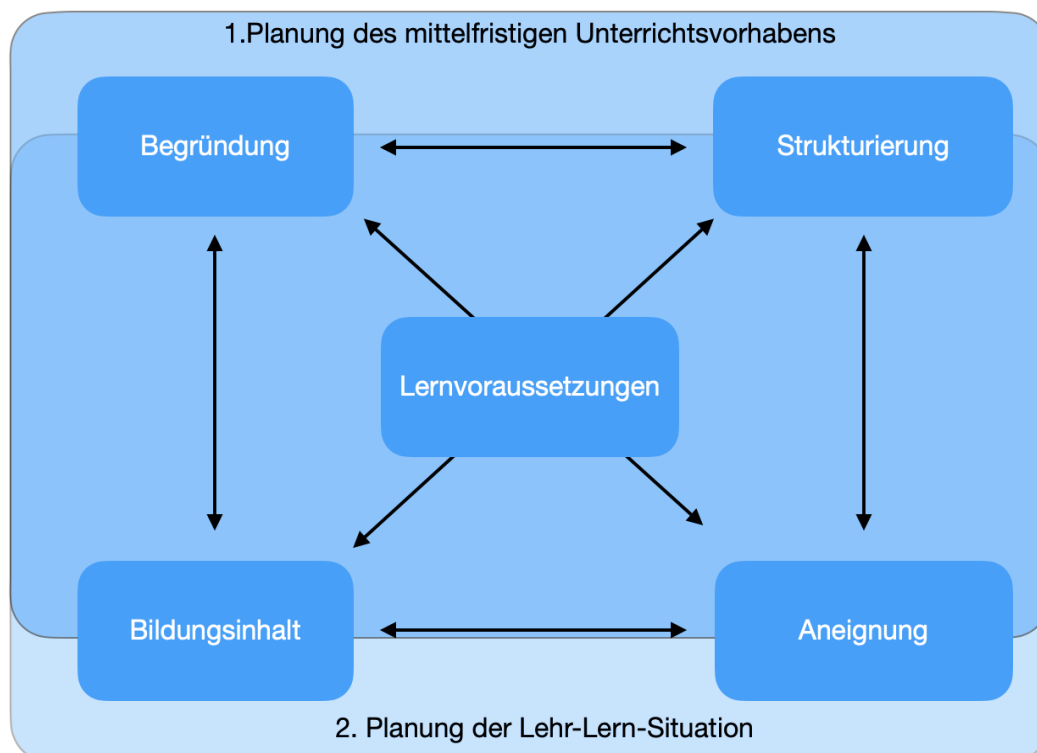 1.Planung des mittelfristigen Unterrichtsvorhabens
Begründung
Strukturierung
Lernvoraussetzungen
Bildungsinhalt
Aneignung
2. Planung der Lehr-Lern-Situation